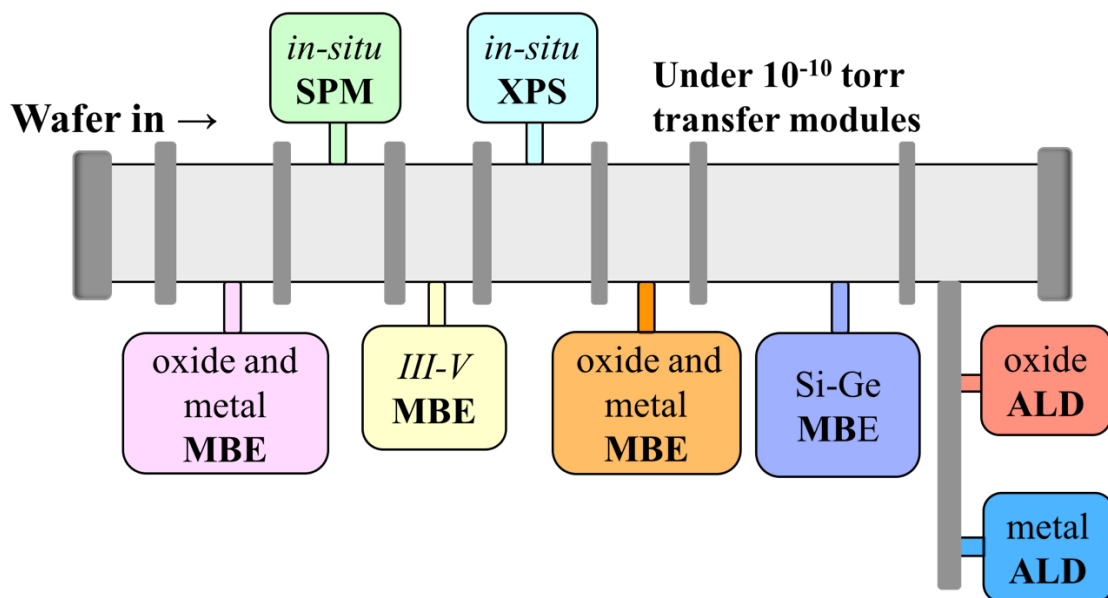 in-situ
SPM
in-situ
XPS
Under 10⁻¹⁰ torr
transfer modules
Wafer in →
oxide and
metal
MBE
III-V
MBE
oxide and
metal
MBE
Si-Ge
MBE
oxide
ALD
metal
ALD